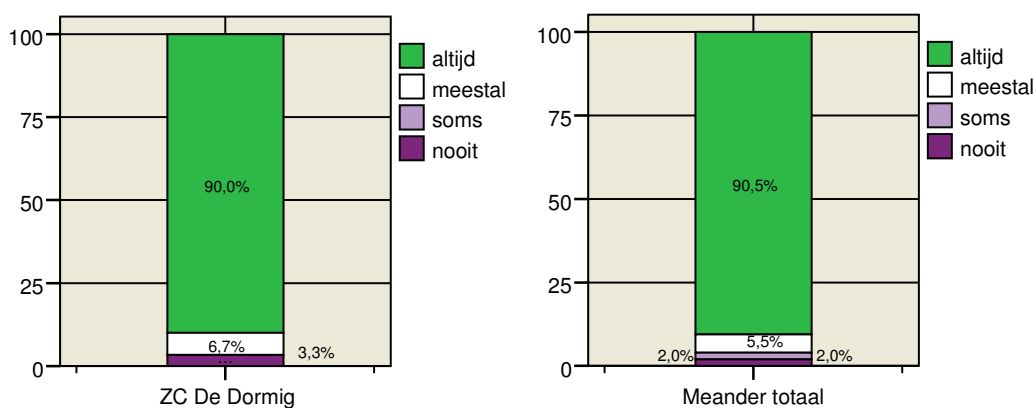 100
75
50
25
0
90,0%
6,7%
...
3,3%
ZC De Dormig
altijd
meestal
soms
nooit
100
75
50
25
0
90,5%
5,5%
2,0%
2,0%
Meander totaal
altijd
meestal
soms
nooit